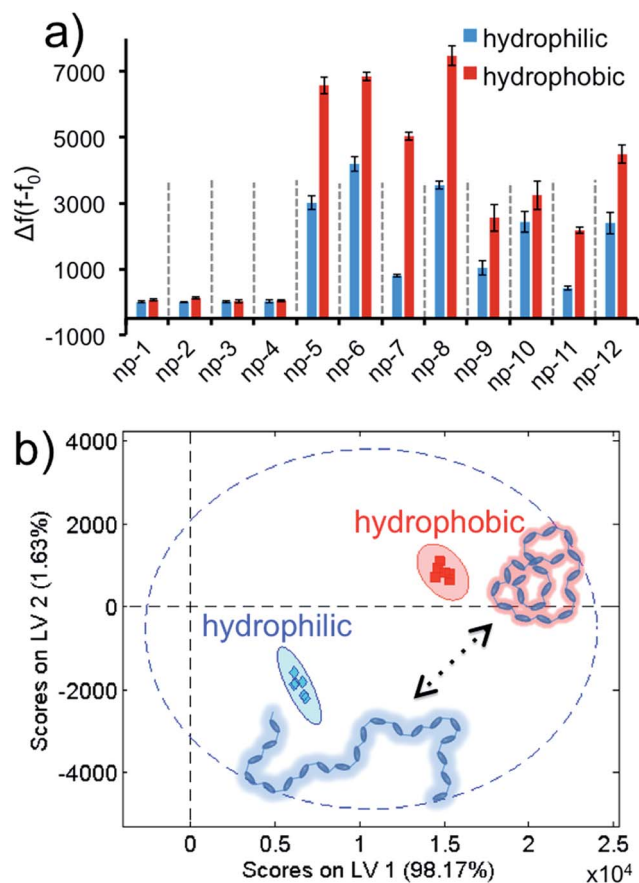 a)
hydrophilic
hydrophobic
Δf(f-f₀)
7000
5000
3000
1000
-1000
np-1
np-2
np-3
np-4
np-5
np-6
np-7
np-8
np-9
np-10
np-11
np-12
b)
Scores on LV 2 (1.63%)
4000
2000
0
-2000
-4000
hydrophobic
hydrophilic
0
0.5
1
1.5
2
2.5
x10⁴
Scores on LV 1 (98.17%)